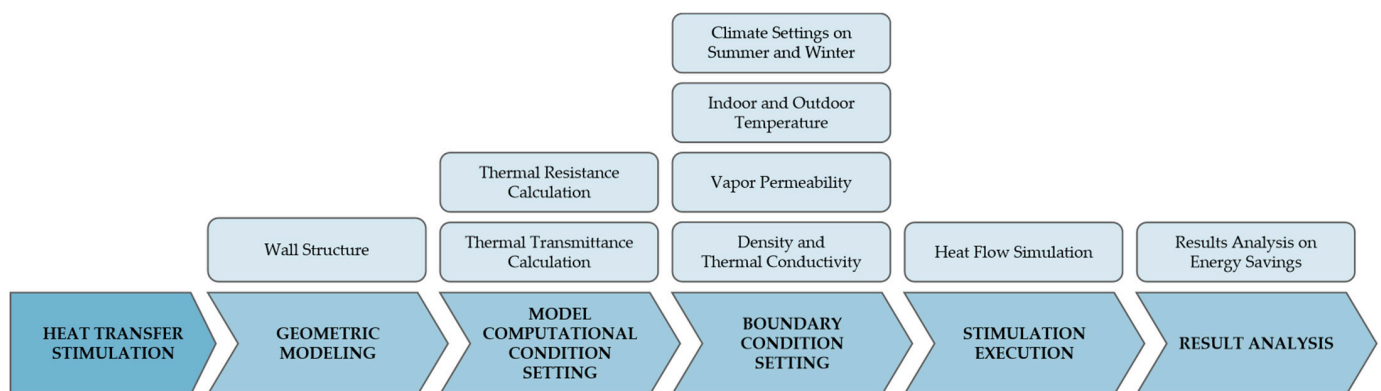 Climate Settings on
Summer and Winter
Indoor and Outdoor
Temperature
Thermal Resistance
Calculation
Vapor Permeability
Wall Structure
Thermal Transmittance
Calculation
Density and
Thermal Conductivity
Heat Flow Simulation
Results Analysis on
Energy Savings
HEAT TRANSFER
STIMULATION
GEOMETRIC
MODELING
MODEL
COMPUTATIONAL
CONDITION
SETTING
BOUNDARY
CONDITION
SETTING
STIMULATION
EXECUTION
RESULT ANALYSIS